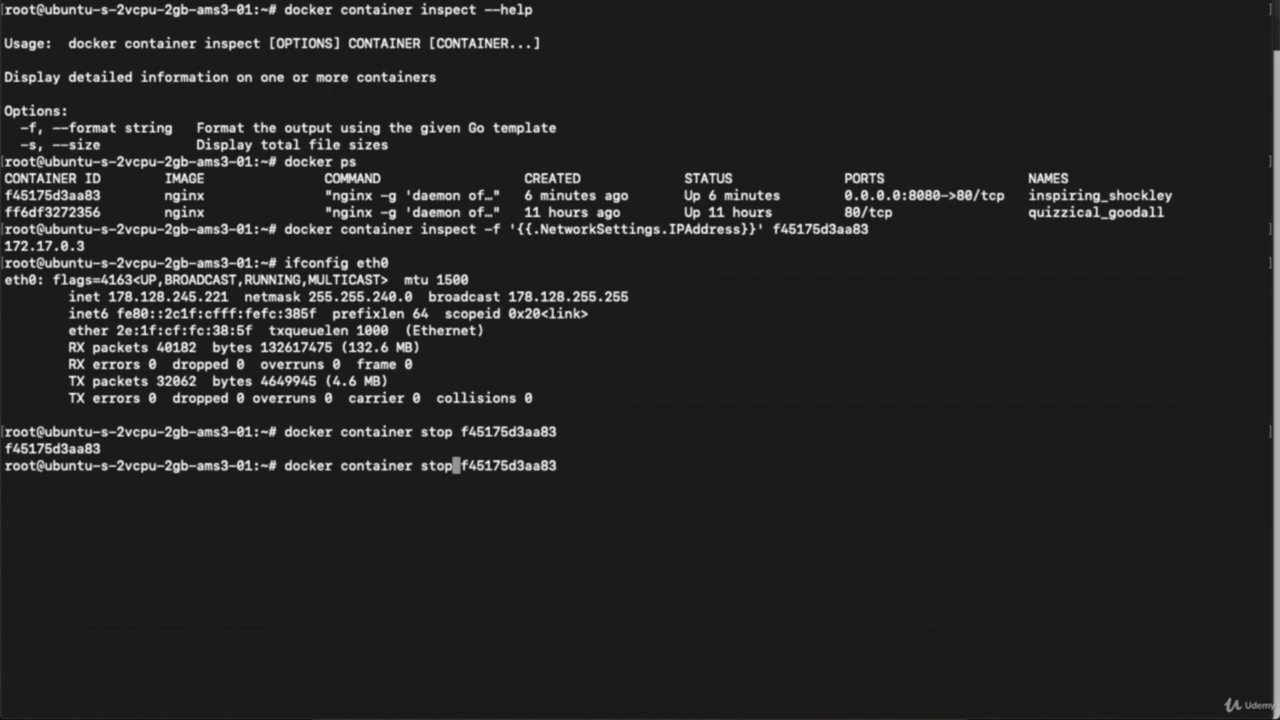 [root@ubuntu-s-2vcpu-2gb-ams3-01:~# docker container inspect --help ]
Usage:  docker container inspect [OPTIONS] CONTAINER [CONTAINER...]
Display detailed information on one or more containers
Options:
  -f, --format string   Format the output using the given Go template
  -s, --size            Display total file sizes
[root@ubuntu-s-2vcpu-2gb-ams3-01:~# docker ps ]
CONTAINER ID        IMAGE               COMMAND                  CREATED             STATUS              PORTS                  NAMES
f45175d3aa83        nginx               "nginx -g 'daemon of…"   6 minutes ago       Up 6 minutes        0.0.0.0:8080->80/tcp   inspiring_shockley
ff6df3272356        nginx               "nginx -g 'daemon of…"   11 hours ago        Up 11 hours         80/tcp                 quizzical_goodall
[root@ubuntu-s-2vcpu-2gb-ams3-01:~# docker container inspect -f '{{.NetworkSettings.IPAddress}}' f45175d3aa83 ]
172.17.0.3
[root@ubuntu-s-2vcpu-2gb-ams3-01:~# ifconfig eth0 ]
eth0: flags=4163<UP,BROADCAST,RUNNING,MULTICAST>  mtu 1500
        inet 178.128.245.221  netmask 255.255.240.0  broadcast 178.128.255.255
        inet6 fe80::2c1f:cfff:fefc:385f  prefixlen 64  scopeid 0x20<link>
        ether 2e:1f:cf:fc:38:5f  txqueuelen 1000  (Ethernet)
        RX packets 40182  bytes 132617475 (132.6 MB)
        RX errors 0  dropped 0  overruns 0  frame 0
        TX packets 32062  bytes 4649945 (4.6 MB)
        TX errors 0  dropped 0 overruns 0  carrier 0  collisions 0
[root@ubuntu-s-2vcpu-2gb-ams3-01:~# docker container stop f45175d3aa83 ]
f45175d3aa83
root@ubuntu-s-2vcpu-2gb-ams3-01:~# docker container stop f45175d3aa83
Udemy